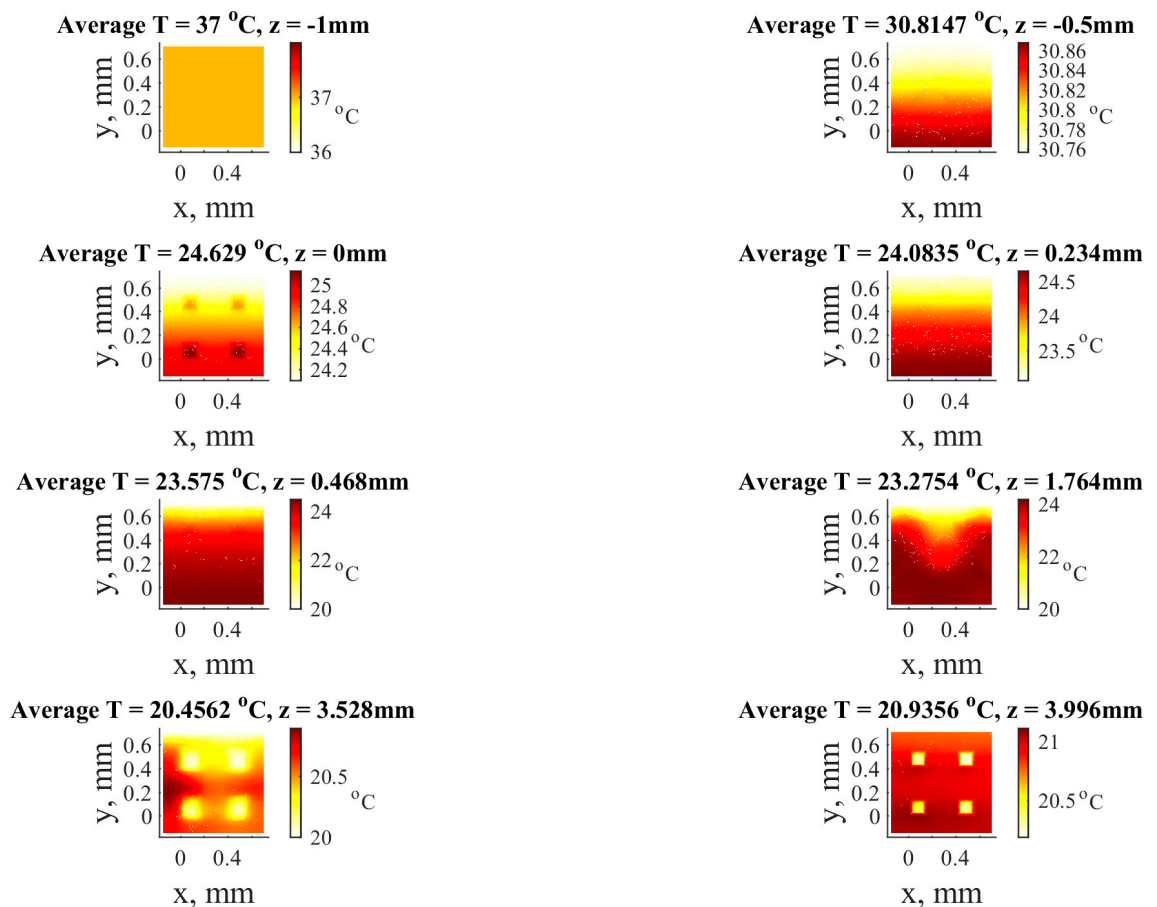 Average T = 37 °C, z = -1mm
0.6
0.4
0.2
0
y, mm
0 0.4
x, mm
37
36
°C
Average T = 30.8147 °C, z = -0.5mm
0.6
0.4
0.2
0
y, mm
0 0.4
x, mm
30.86
30.84
30.82
30.8
30.78
30.76
°C
Average T = 24.629 °C, z = 0mm
0.6
0.4
0.2
0
y, mm
0 0.4
x, mm
25
24.8
24.6
24.4
24.2
°C
Average T = 24.0835 °C, z = 0.234mm
0.6
0.4
0.2
0
y, mm
0 0.4
x, mm
24.5
24
23.5
°C
Average T = 23.575 °C, z = 0.468mm
0.6
0.4
0.2
0
y, mm
0 0.4
x, mm
24
22
20
°C
Average T = 23.2754 °C, z = 1.764mm
0.6
0.4
0.2
0
y, mm
0 0.4
x, mm
24
22
20
°C
Average T = 20.4562 °C, z = 3.528mm
0.6
0.4
0.2
0
y, mm
0 0.4
x, mm
20.5
20
°C
Average T = 20.9356 °C, z = 3.996mm
0.6
0.4
0.2
0
y, mm
0 0.4
x, mm
21
20.5
°C